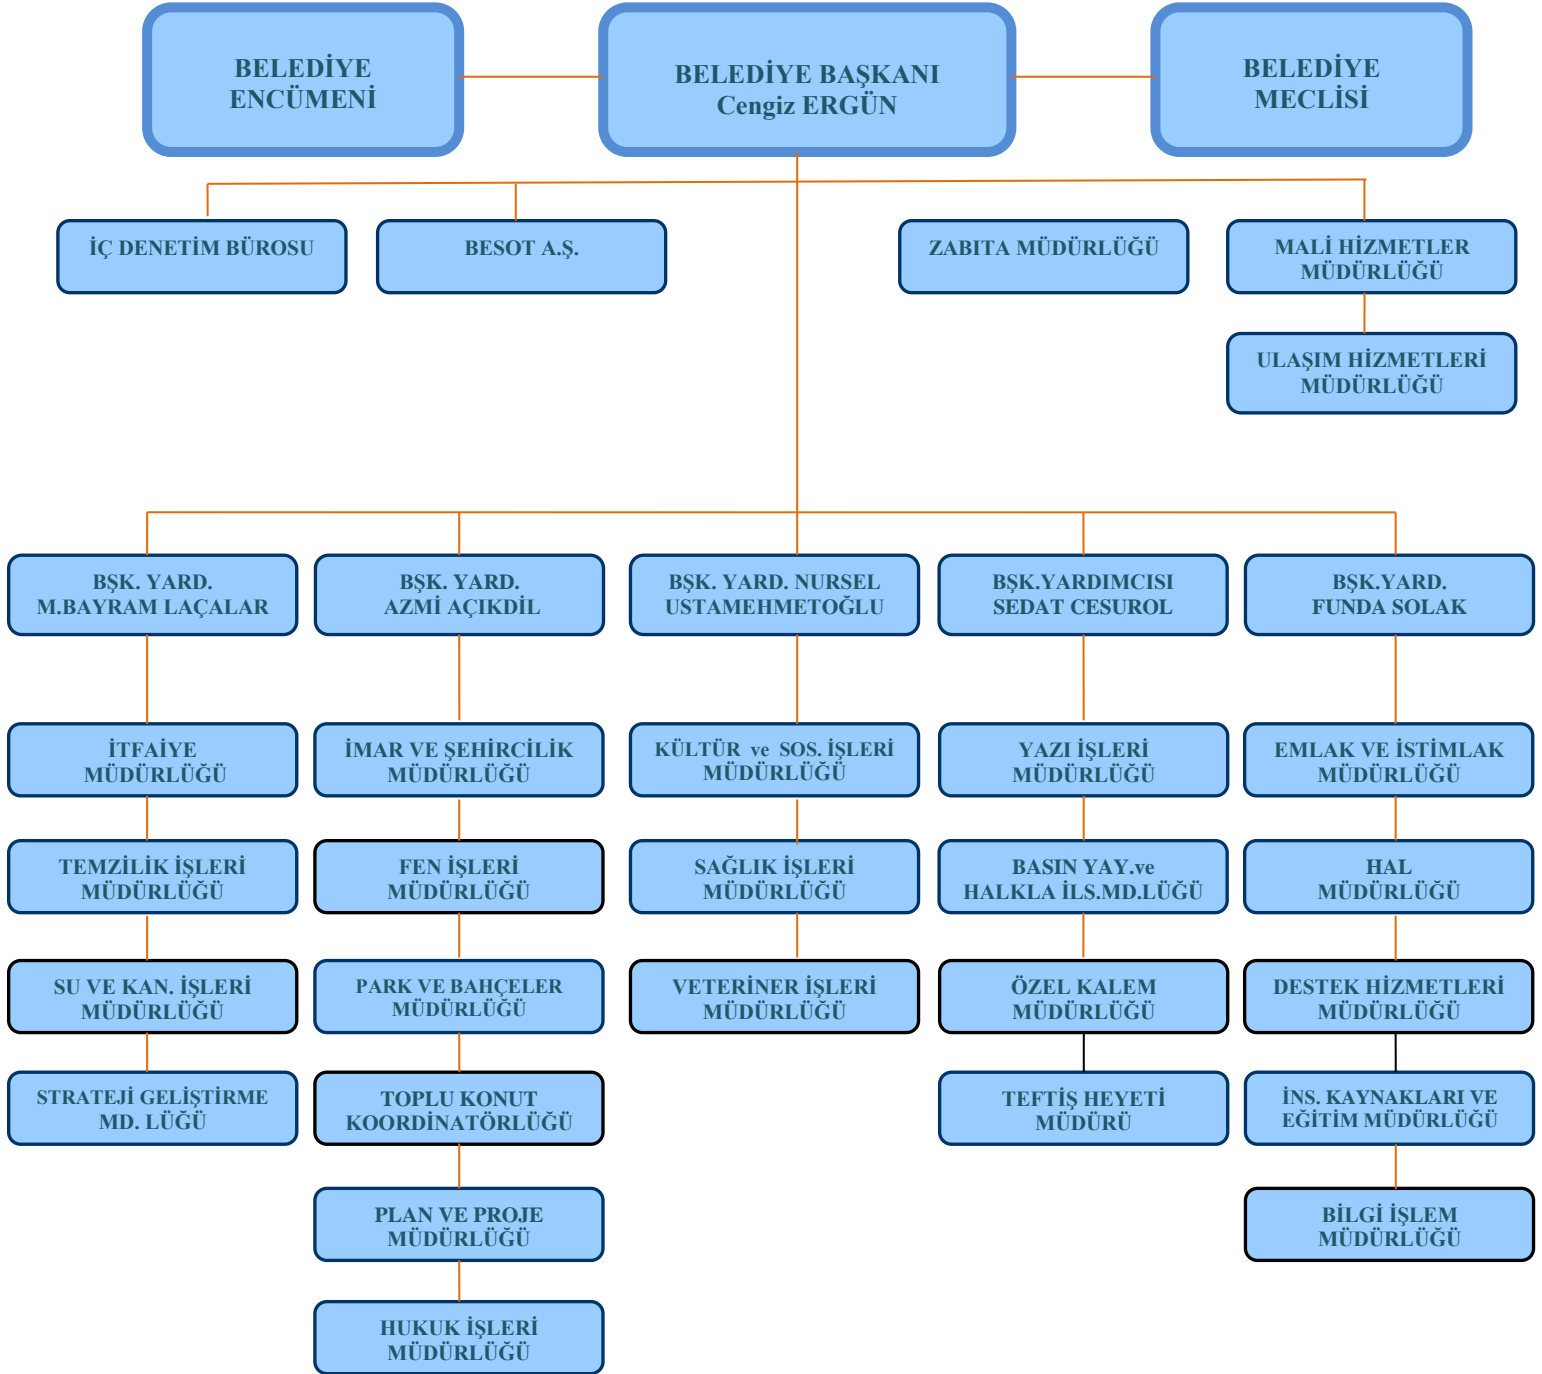 BELEDİYE
ENCÜMENİ
BELEDİYE BAŞKANI
Cengiz ERGÜN
BELEDİYE
MECLİSİ
İÇ DENETİM BÜROSU
BESOT A.Ş.
ZABITA MÜDÜRLÜĞÜ
MALİ HİZMETLER
MÜDÜRLÜĞÜ
ULAŞIM HİZMETLERİ
MÜDÜRLÜĞÜ
BŞK. YARD.
M.BAYRAM LAÇALAR
BŞK. YARD.
AZMİ AÇIKDİL
BŞK. YARD. NURSEL
USTAMEHMETOĞLU
BŞK.YARDIMCISI
SEDAT CESUROL
BŞK.YARD.
FUNDA SOLAK
İTFAİYE
MÜDÜRLÜĞÜ
İMAR VE ŞEHİRCİLİK
MÜDÜRLÜĞÜ
KÜLTÜR ve SOS. İŞLERİ
MÜDÜRLÜĞÜ
YAZI İŞLERİ
MÜDÜRLÜĞÜ
EMLAK VE İSTİMLAK
MÜDÜRLÜĞÜ
TEMZİLİK İŞLERİ
MÜDÜRLÜĞÜ
FEN İŞLERİ
MÜDÜRLÜĞÜ
SAĞLIK İŞLERİ
MÜDÜRLÜĞÜ
BASIN YAY.ve
HALKLA İLS.MD.LÜĞÜ
HAL
MÜDÜRLÜĞÜ
SU VE KAN. İŞLERİ
MÜDÜRLÜĞÜ
PARK VE BAHÇELER
MÜDÜRLÜĞÜ
VETERİNER İŞLERİ
MÜDÜRLÜĞÜ
ÖZEL KALEM
MÜDÜRLÜĞÜ
DESTEK HİZMETLERİ
MÜDÜRLÜĞÜ
STRATEJİ GELİŞTİRME
MD. LÜĞÜ
TOPLU KONUT
KOORDİNATÖRLÜĞÜ
TEFTİŞ HEYETİ
MÜDÜRÜ
İNS. KAYNAKLARI VE
EĞİTİM MÜDÜRLÜĞÜ
PLAN VE PROJE
MÜDÜRLÜĞÜ
BİLGİ İŞLEM
MÜDÜRLÜĞÜ
HUKUK İŞLERİ
MÜDÜRLÜĞÜ